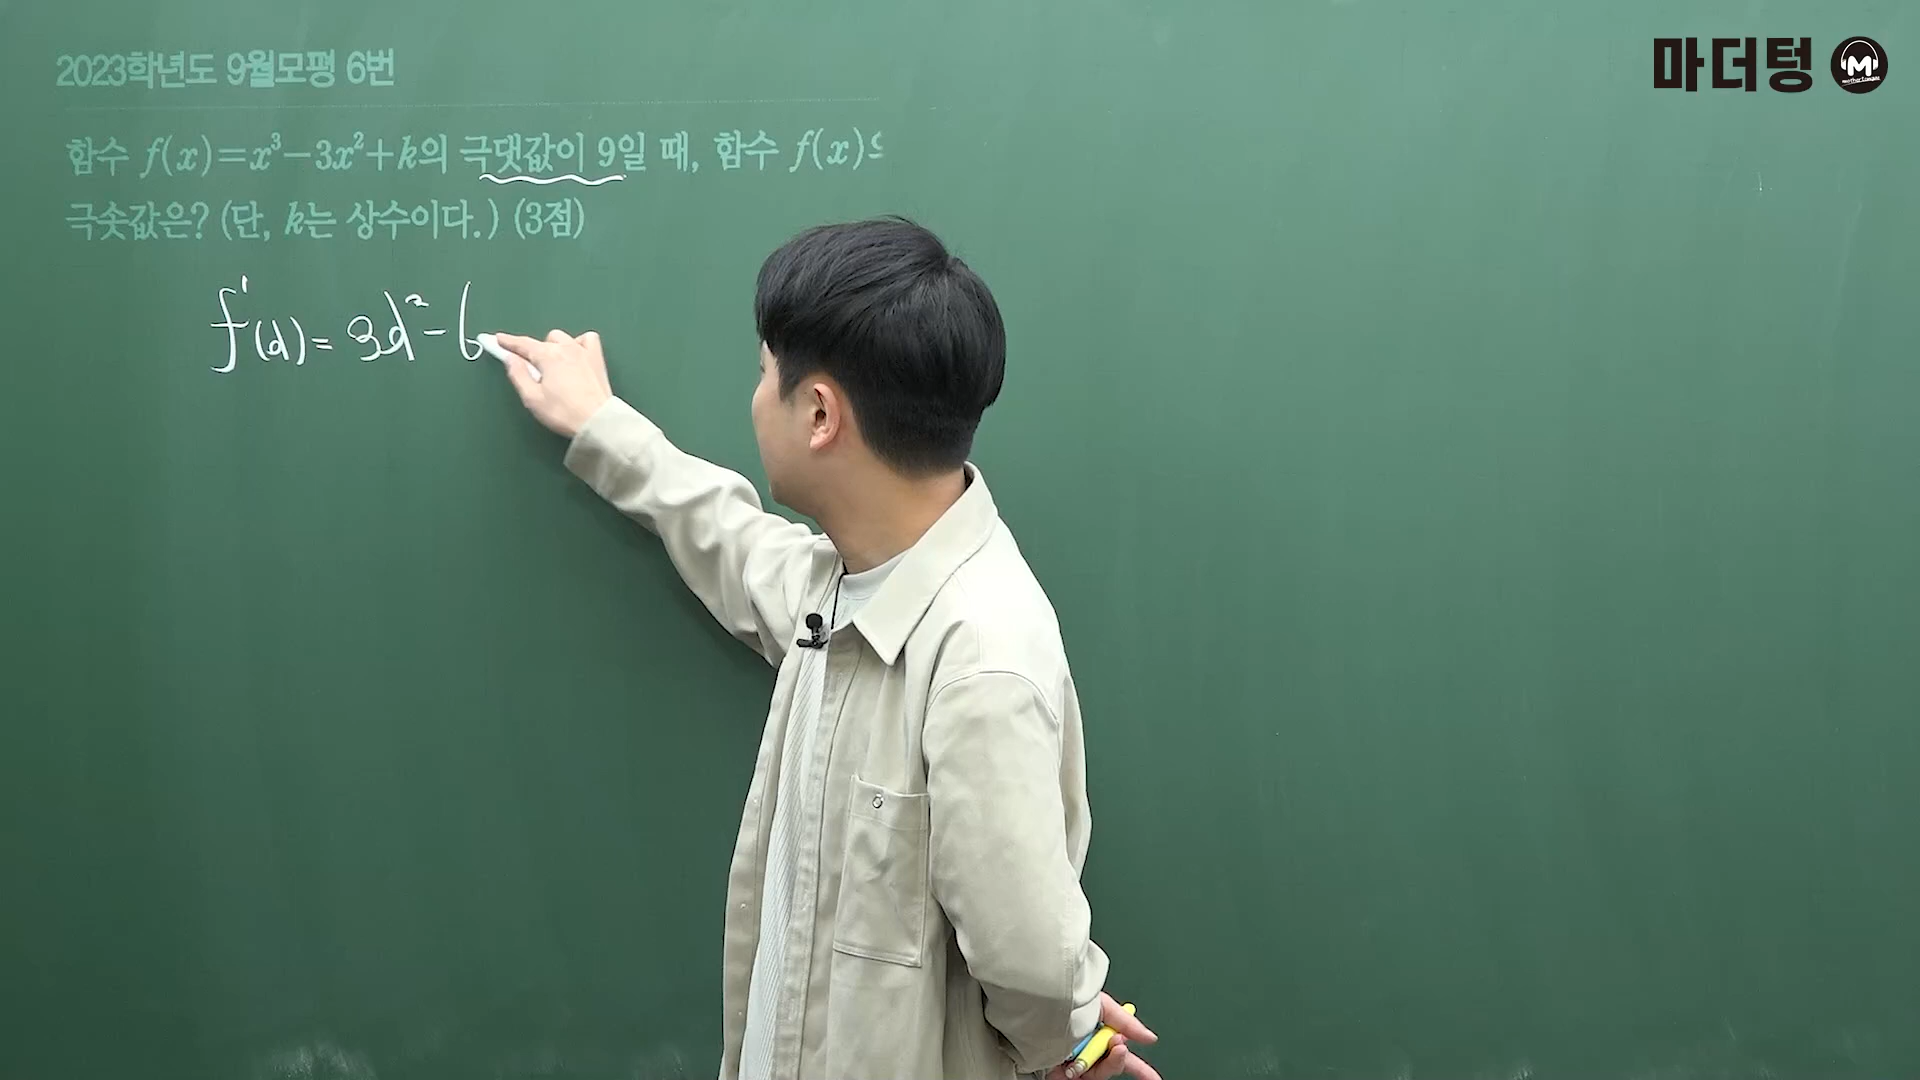 2023학년도 9월모평 6번
마더텅
함수 f(x)=x³-3x²+k의 극댓값이 9일 때, 함수 f(x)
극솟값은? (단, k는 상수이다.) (3점)
f'(x)= 3x²-6